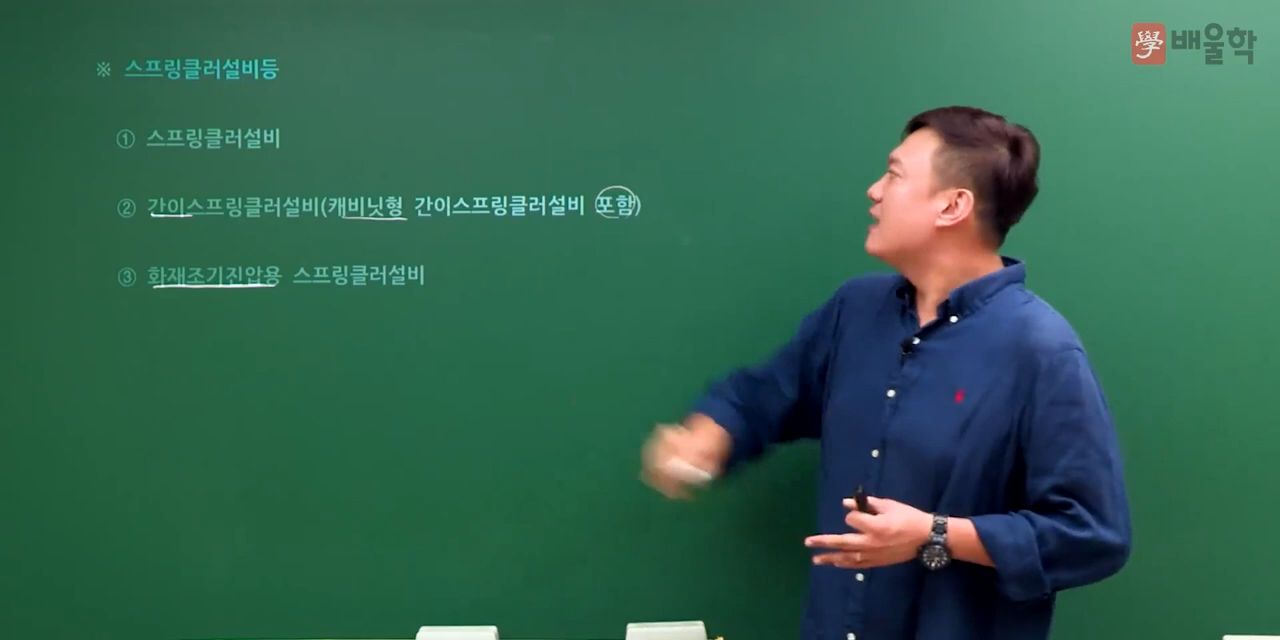 學 배울학
※ 스프링클러설비등
① 스프링클러설비
② 간이스프링클러설비(캐비닛형 간이스프링클러설비 포함)
③ 화재조기진압용 스프링클러설비